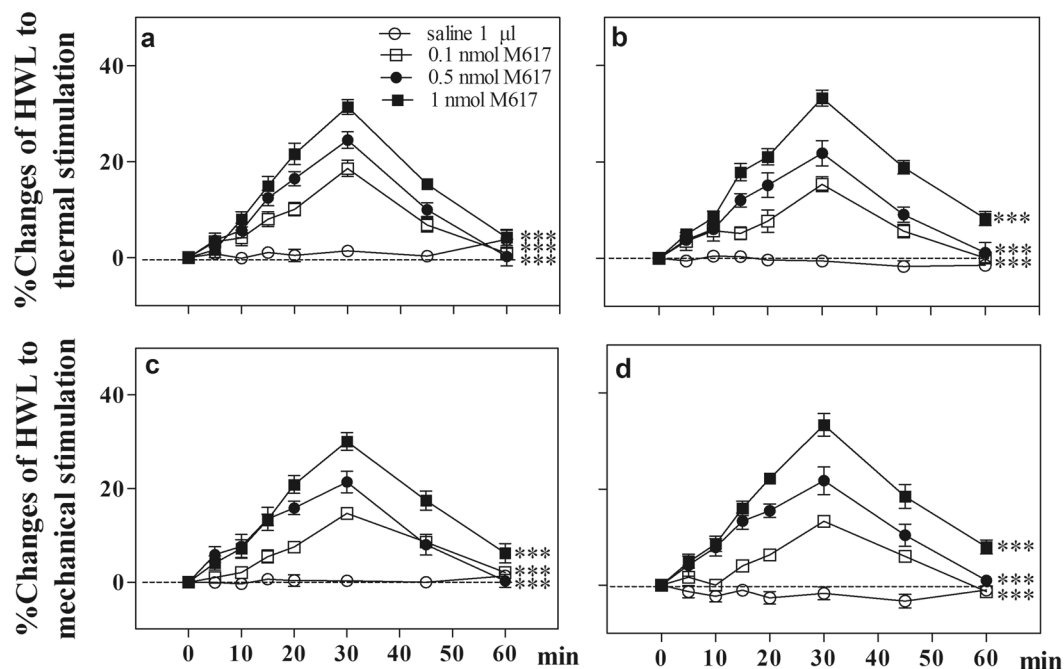 %Changes of HWL to
thermal stimulation
a
saline 1 μl
0.1 nmol M617
0.5 nmol M617
1 nmol M617
40
20
0
***
***
***
b
***
***
***
%Changes of HWL to
mechanical stimulation
c
40
20
0
***
***
***
0 10 20 30 40 50 60 min
d
***
***
***
0 10 20 30 40 50 60 min